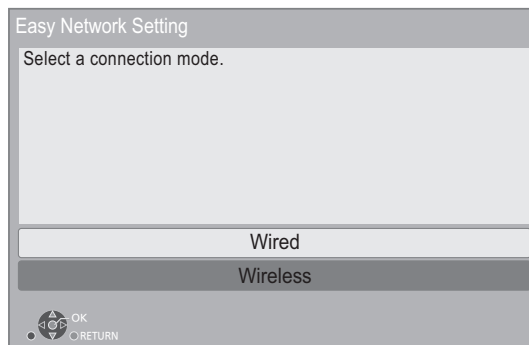 Easy Network Setting
Select a connection mode.
Wired
Wireless
OK
RETURN